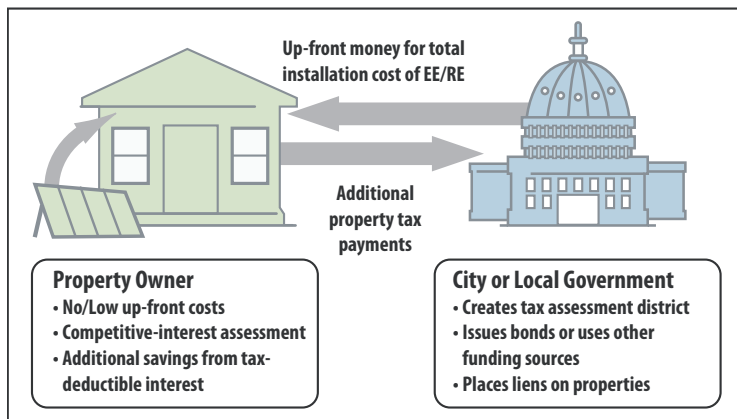 Up-front money for total
installation cost of EE/RE
Additional
property tax
payments
Property Owner
• No/Low up-front costs
• Competitive-interest assessment
• Additional savings from tax-
deductible interest
City or Local Government
• Creates tax assessment district
• Issues bonds or uses other
funding sources
• Places liens on properties